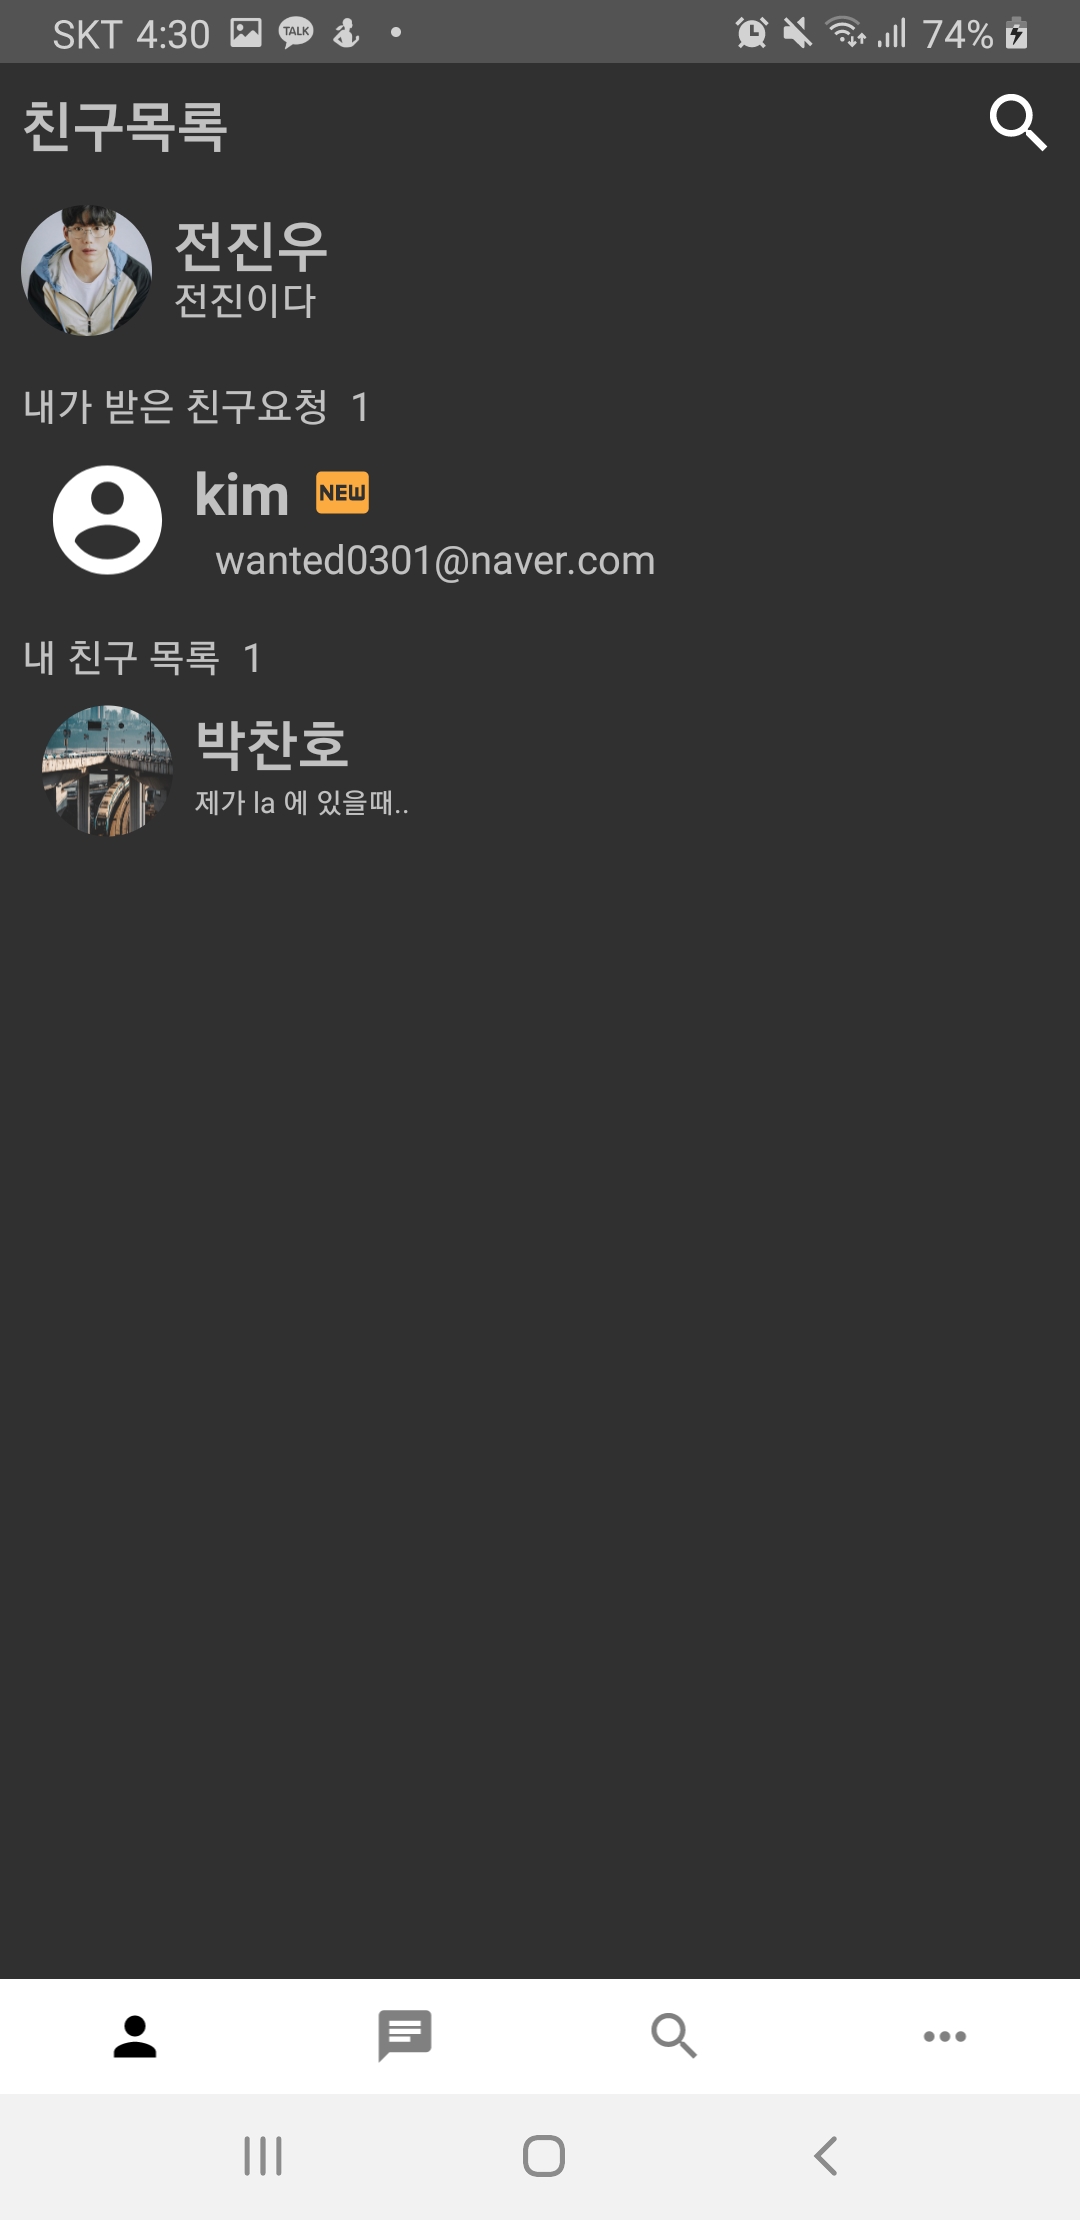 SKT 4:30 TALK 74%
친구목록
전진우
전진이다
내가 받은 친구요청 1
kim NEW
wanted0301@naver.com
내 친구 목록 1
박찬호
제가 la 에 있을때..